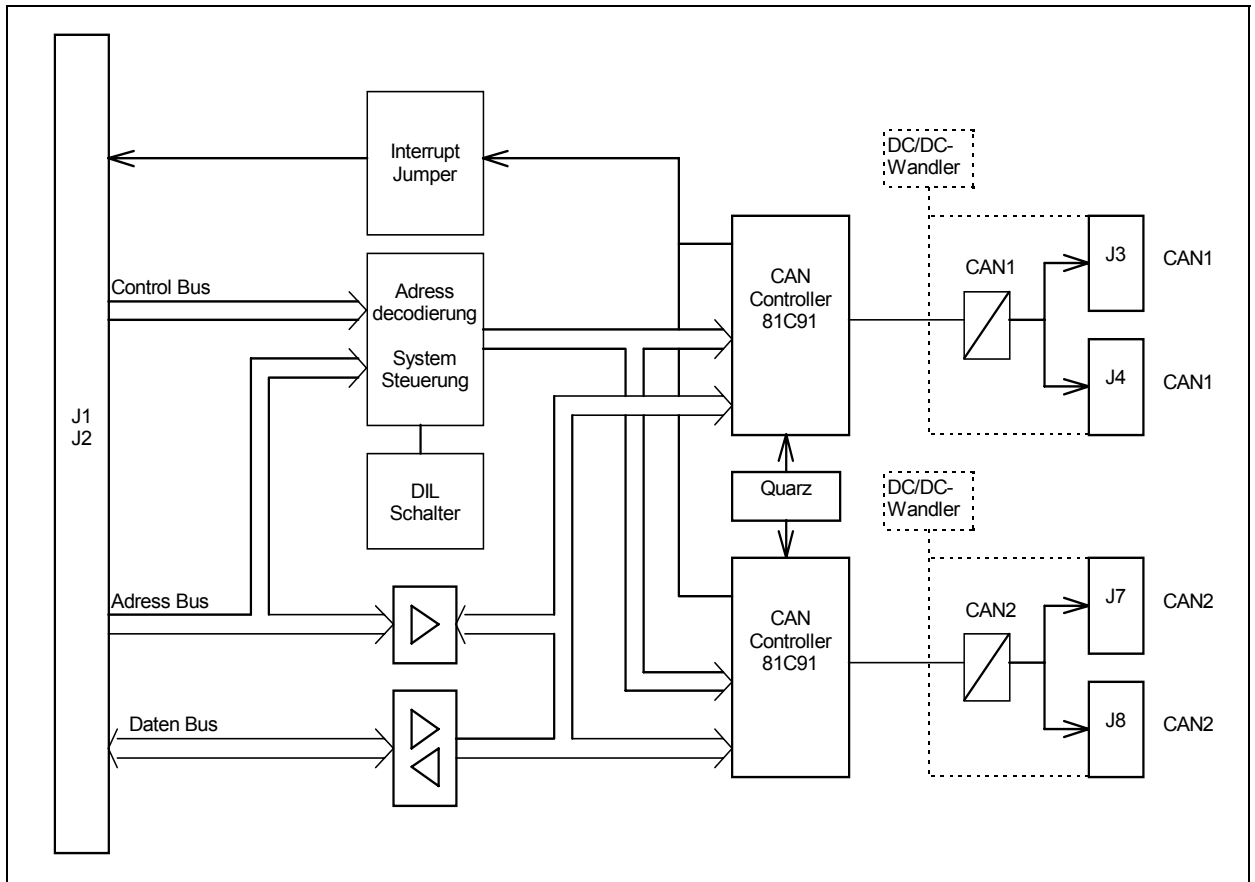 J1
J2
Interrupt
Jumper
Control Bus
Adress
decodierung
System
Steuerung
DIL
Schalter
Adress Bus
Daten Bus
CAN
Controller
81C91
Quarz
CAN
Controller
81C91
DC/DC-
Wandler
CAN1
J3
CAN1
J4
CAN1
DC/DC-
Wandler
CAN2
J7
CAN2
J8
CAN2